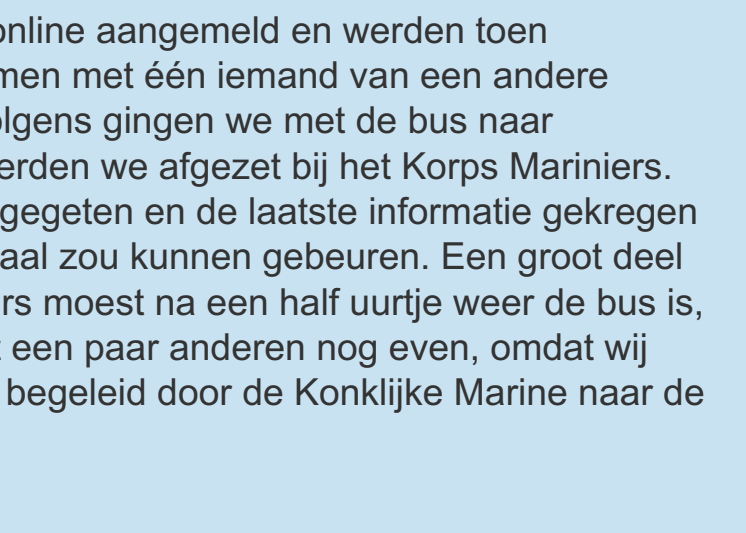 online aangemeld en werden toen
men met één iemand van een andere
olgens gingen we met de bus naar
erden we afgezet bij het Korps Mariniers.
gegeten en de laatste informatie gekregen
aal zou kunnen gebeuren. Een groot deel
rs moest na een half uurtje weer de bus is,
t een paar anderen nog even, omdat wij
begeleid door de Konklijke Marine naar de